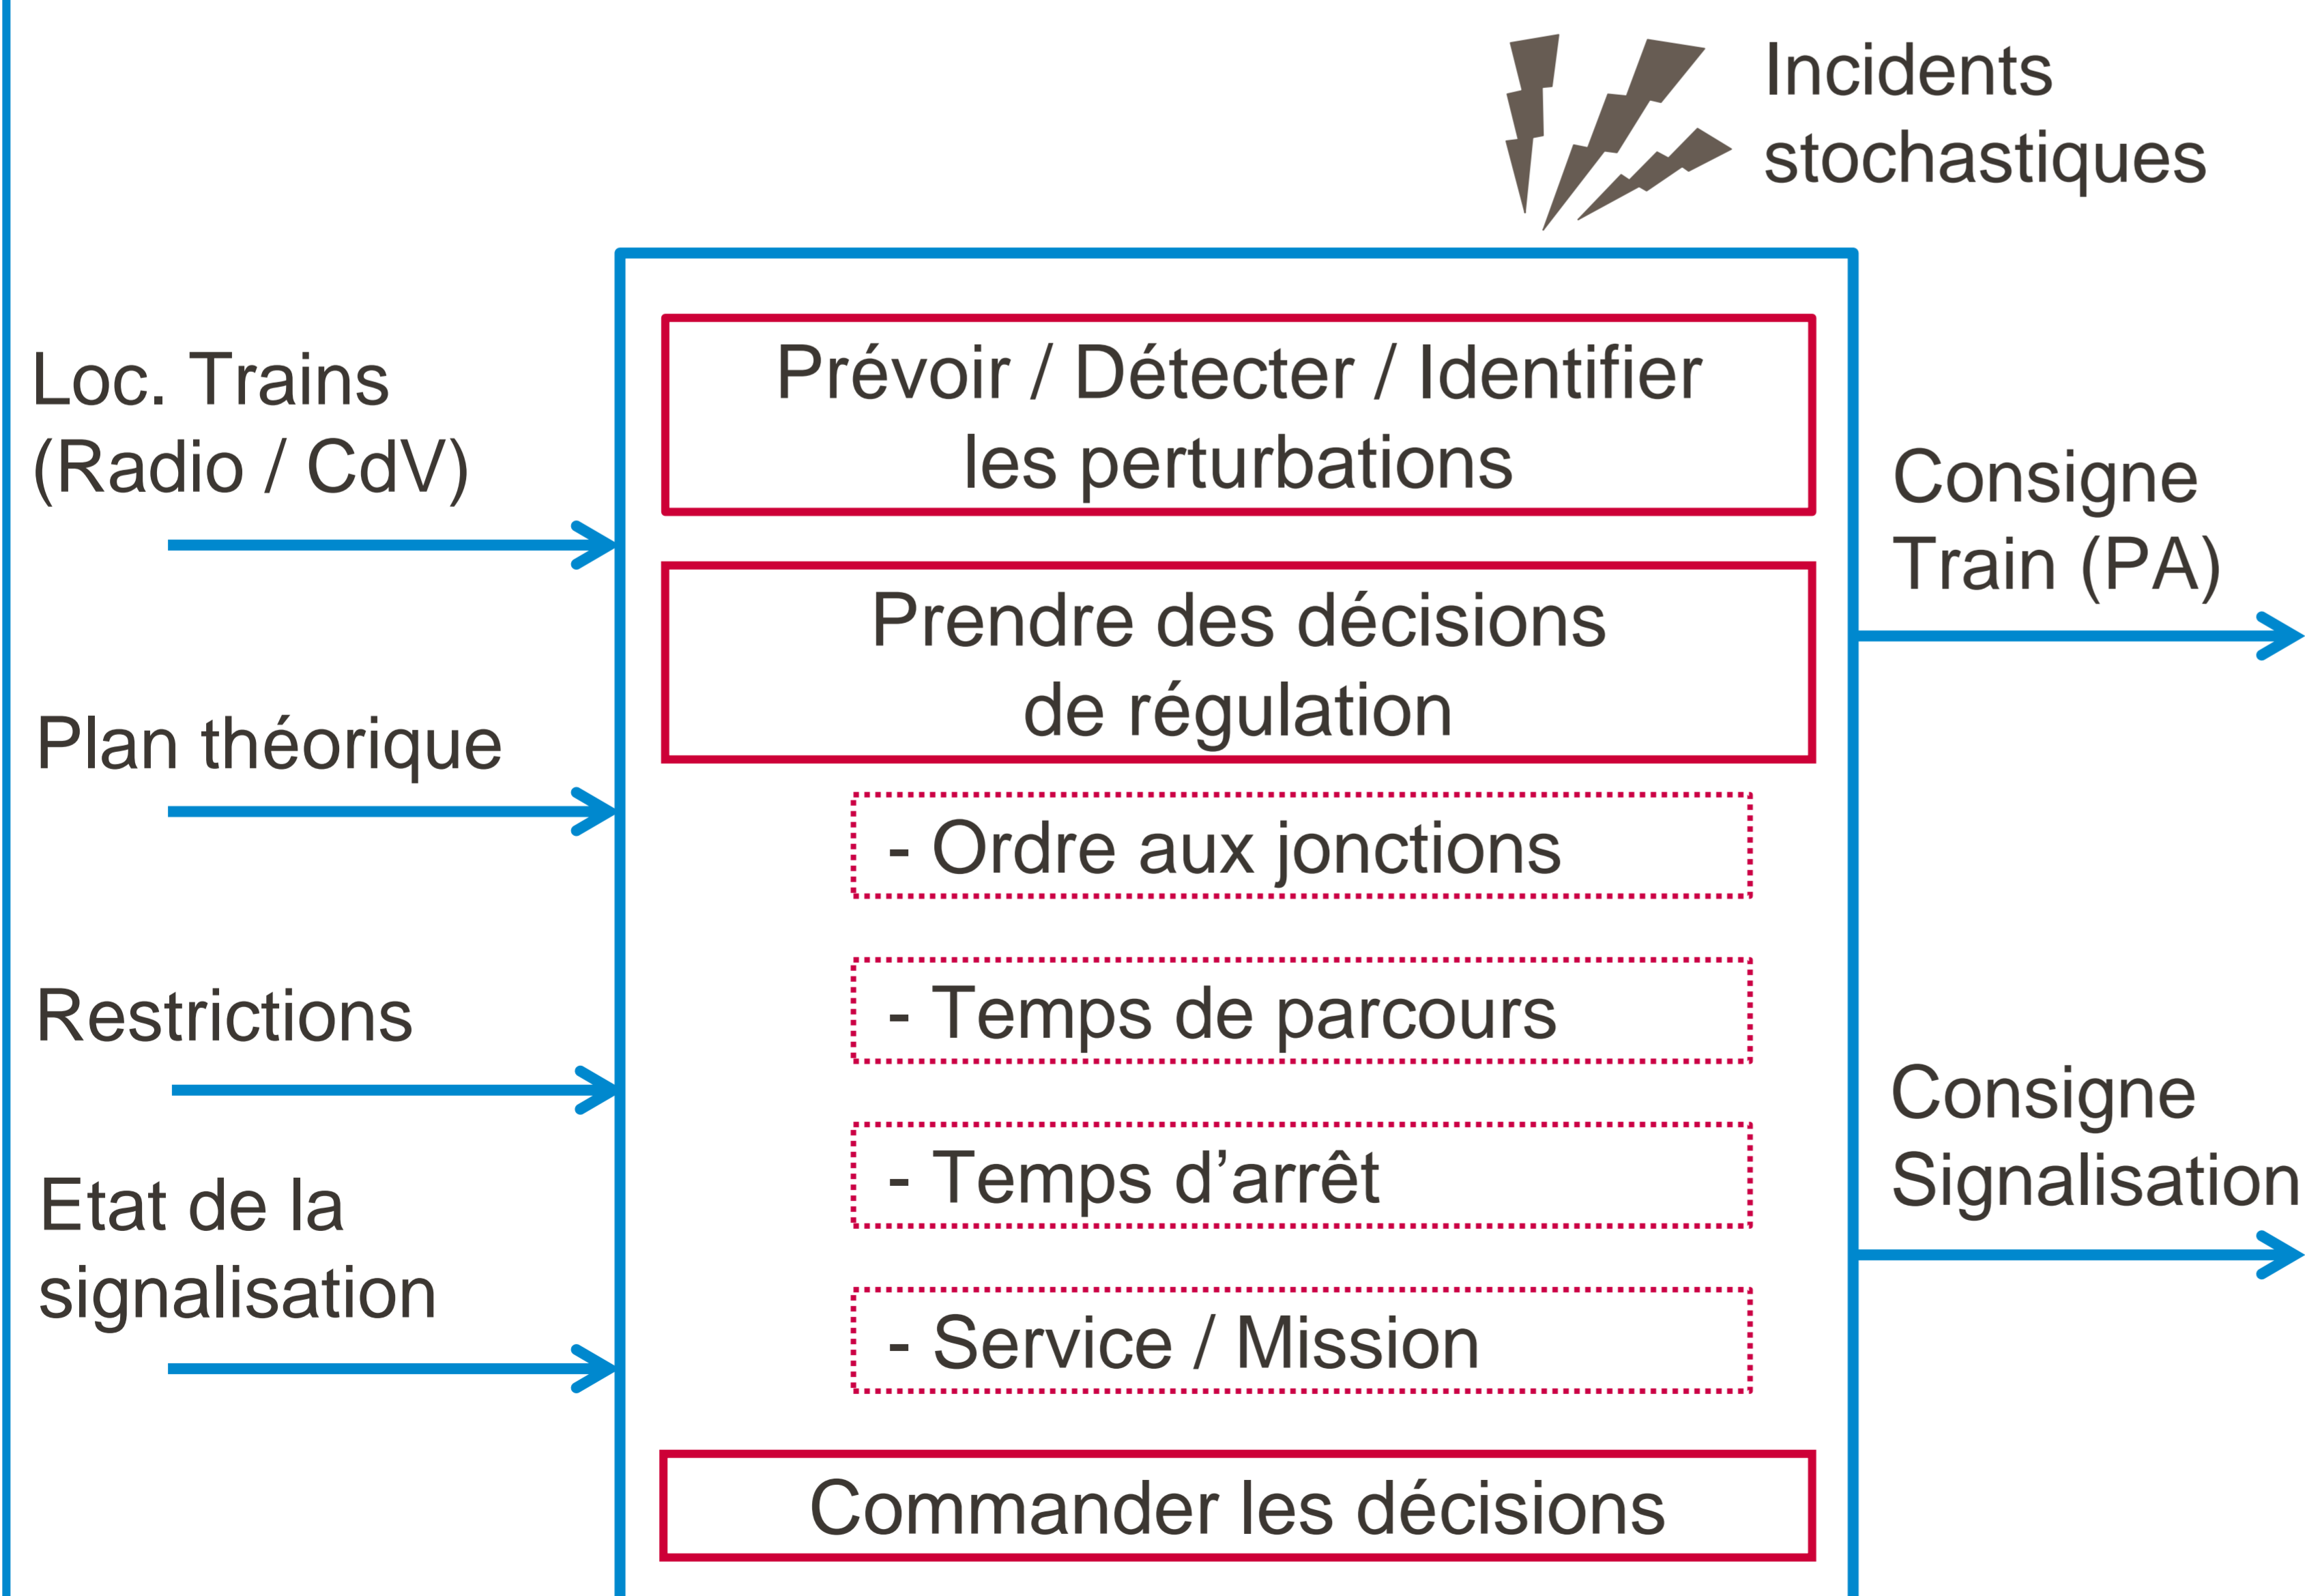 Incidents
stochastiques
Loc. Trains
(Radio / CdV)
Plan théorique
Restrictions
Etat de la
signalisation
Prévoir / Détecter / Identifier
les perturbations
Prendre des décisions
de régulation
- Ordre aux jonctions
- Temps de parcours
- Temps d’arrêt
- Service / Mission
Commander les décisions
Consigne
Train (PA)
Consigne
Signalisation